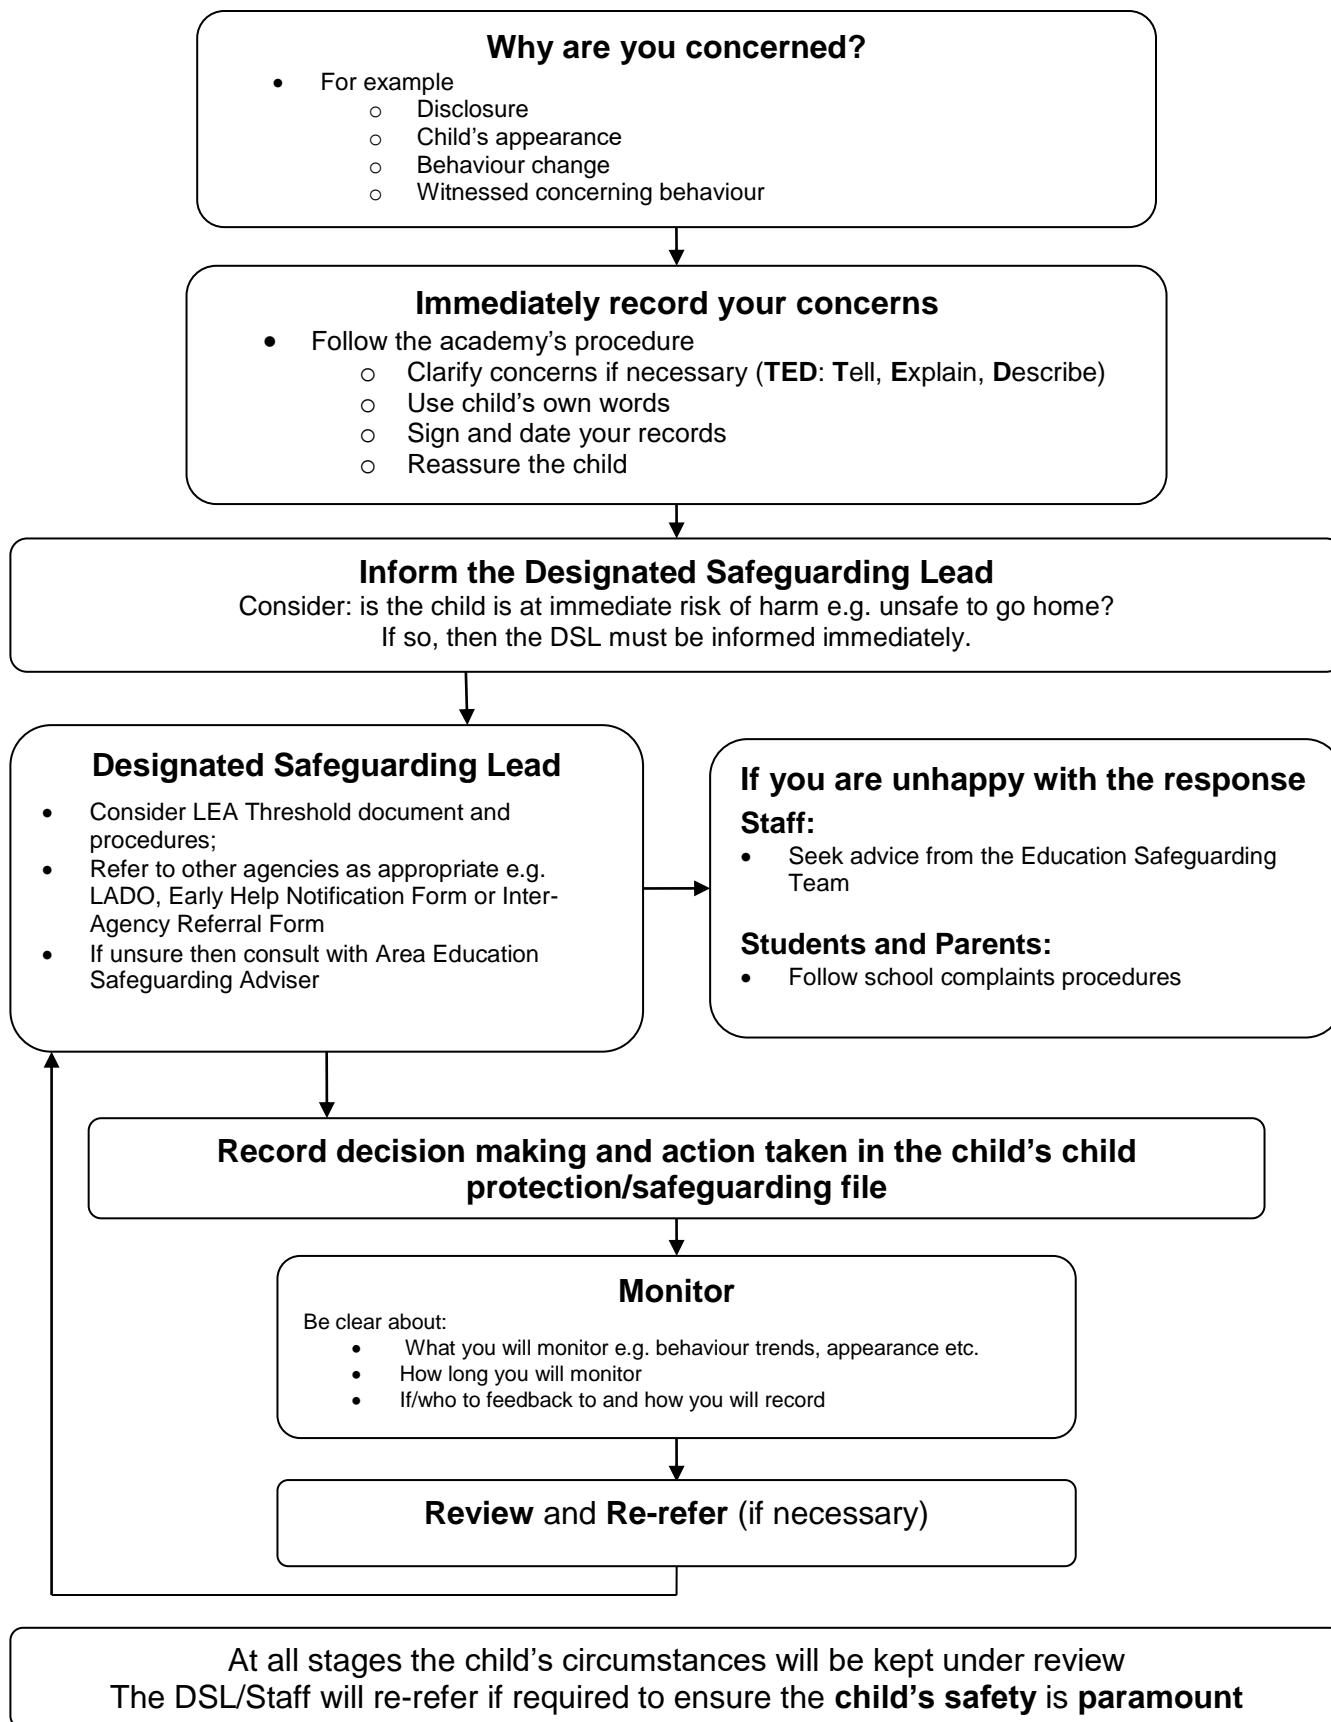 Why are you concerned?
• For example
o Disclosure
o Child’s appearance
o Behaviour change
o Witnessed concerning behaviour
Immediately record your concerns
• Follow the academy’s procedure
o Clarify concerns if necessary (TED: Tell, Explain, Describe)
o Use child’s own words
o Sign and date your records
o Reassure the child
Inform the Designated Safeguarding Lead
Consider: is the child is at immediate risk of harm e.g. unsafe to go home?
If so, then the DSL must be informed immediately.
Designated Safeguarding Lead
• Consider LEA Threshold document and
procedures;
• Refer to other agencies as appropriate e.g.
LADO, Early Help Notification Form or Inter-
Agency Referral Form
• If unsure then consult with Area Education
Safeguarding Adviser
If you are unhappy with the response
Staff:
• Seek advice from the Education Safeguarding
Team
Students and Parents:
• Follow school complaints procedures
Record decision making and action taken in the child’s child
protection/safeguarding file
Monitor
Be clear about:
• What you will monitor e.g. behaviour trends, appearance etc.
• How long you will monitor
• If/who to feedback to and how you will record
Review and Re-refer (if necessary)
At all stages the child’s circumstances will be kept under review
The DSL/Staff will re-refer if required to ensure the child’s safety is paramount